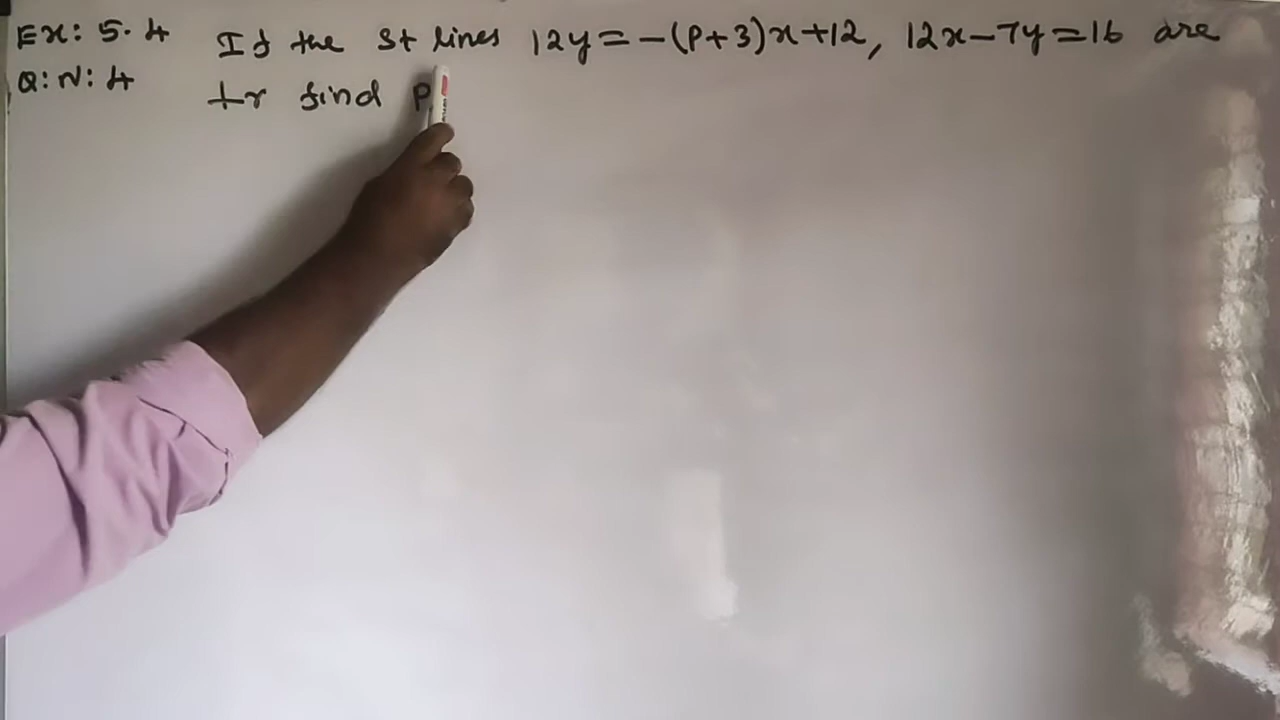 Ex: 5.4 If the St lines 12y = -(P+3)x+12, 12x-7y=16 are
Q:N:4 ⊥r find P